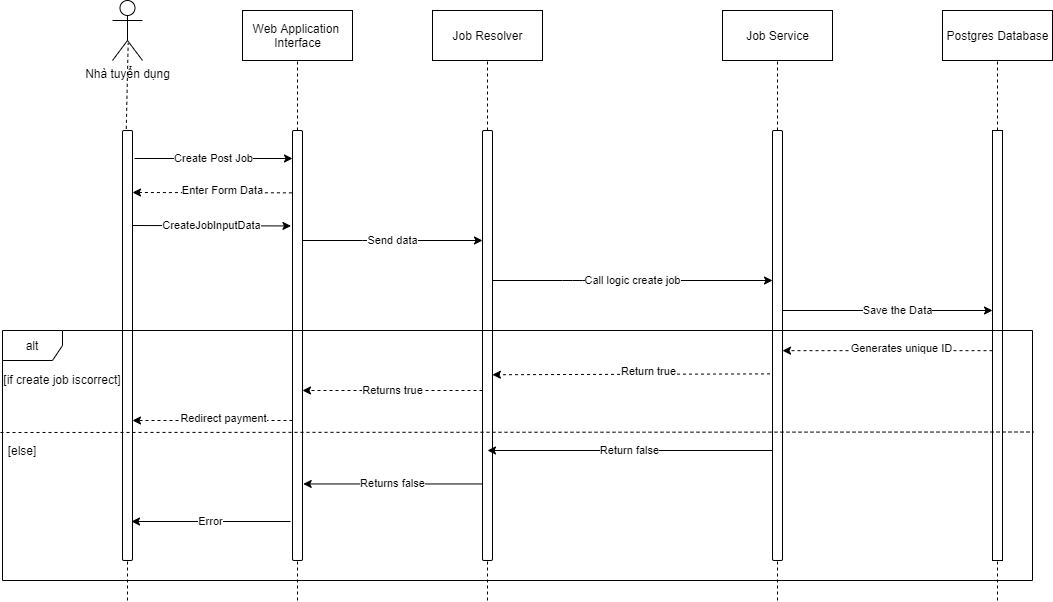 Nhà tuyển dụng
Web Application
Interface
Job Resolver
Job Service
Postgres Database
Create Post Job
Enter Form Data
CreateJobInputData
Send data
Call logic create job
Save the Data
alt
Generates unique ID
[if create job iscorrect]
Return true
Returns true
Redirect payment
[else]
Return false
Returns false
Error